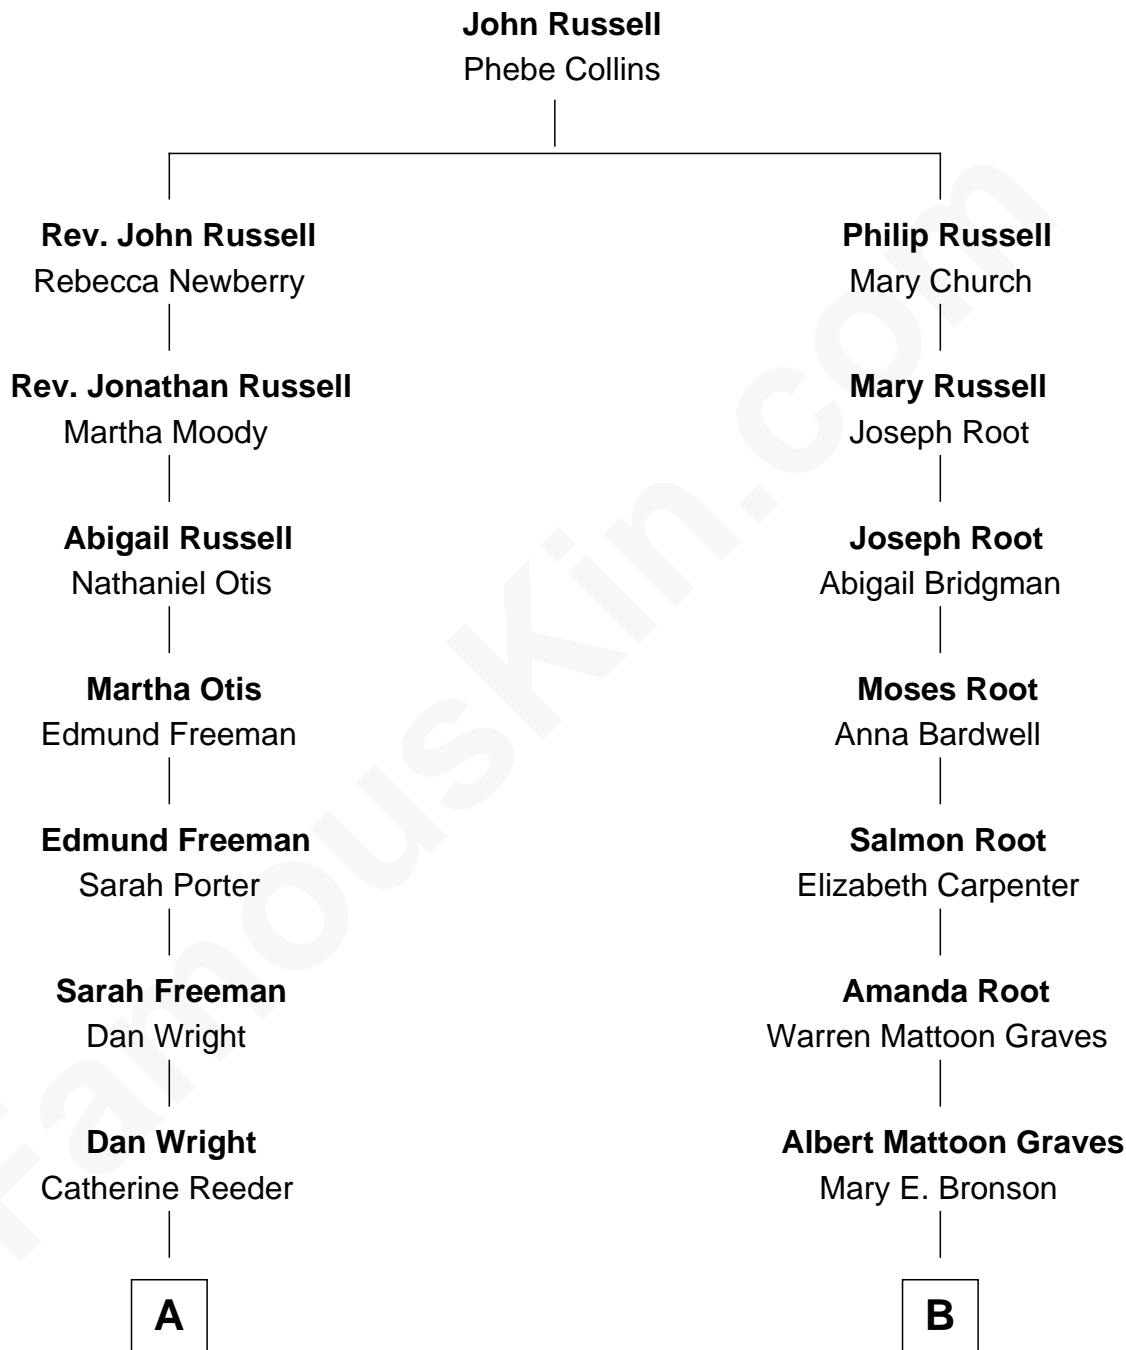 John Russell
Phebe Collins
Rev. John Russell
Rebecca Newberry
Philip Russell
Mary Church
Rev. Jonathan Russell
Martha Moody
Mary Russell
Joseph Root
Abigail Russell
Nathaniel Otis
Joseph Root
Abigail Bridgman
Martha Otis
Edmund Freeman
Moses Root
Anna Bardwell
Edmund Freeman
Sarah Porter
Salmon Root
Elizabeth Carpenter
Sarah Freeman
Dan Wright
Amanda Root
Warren Mattoon Graves
Dan Wright
Catherine Reeder
Albert Mattoon Graves
Mary E. Bronson
A
B
FamousKin.com